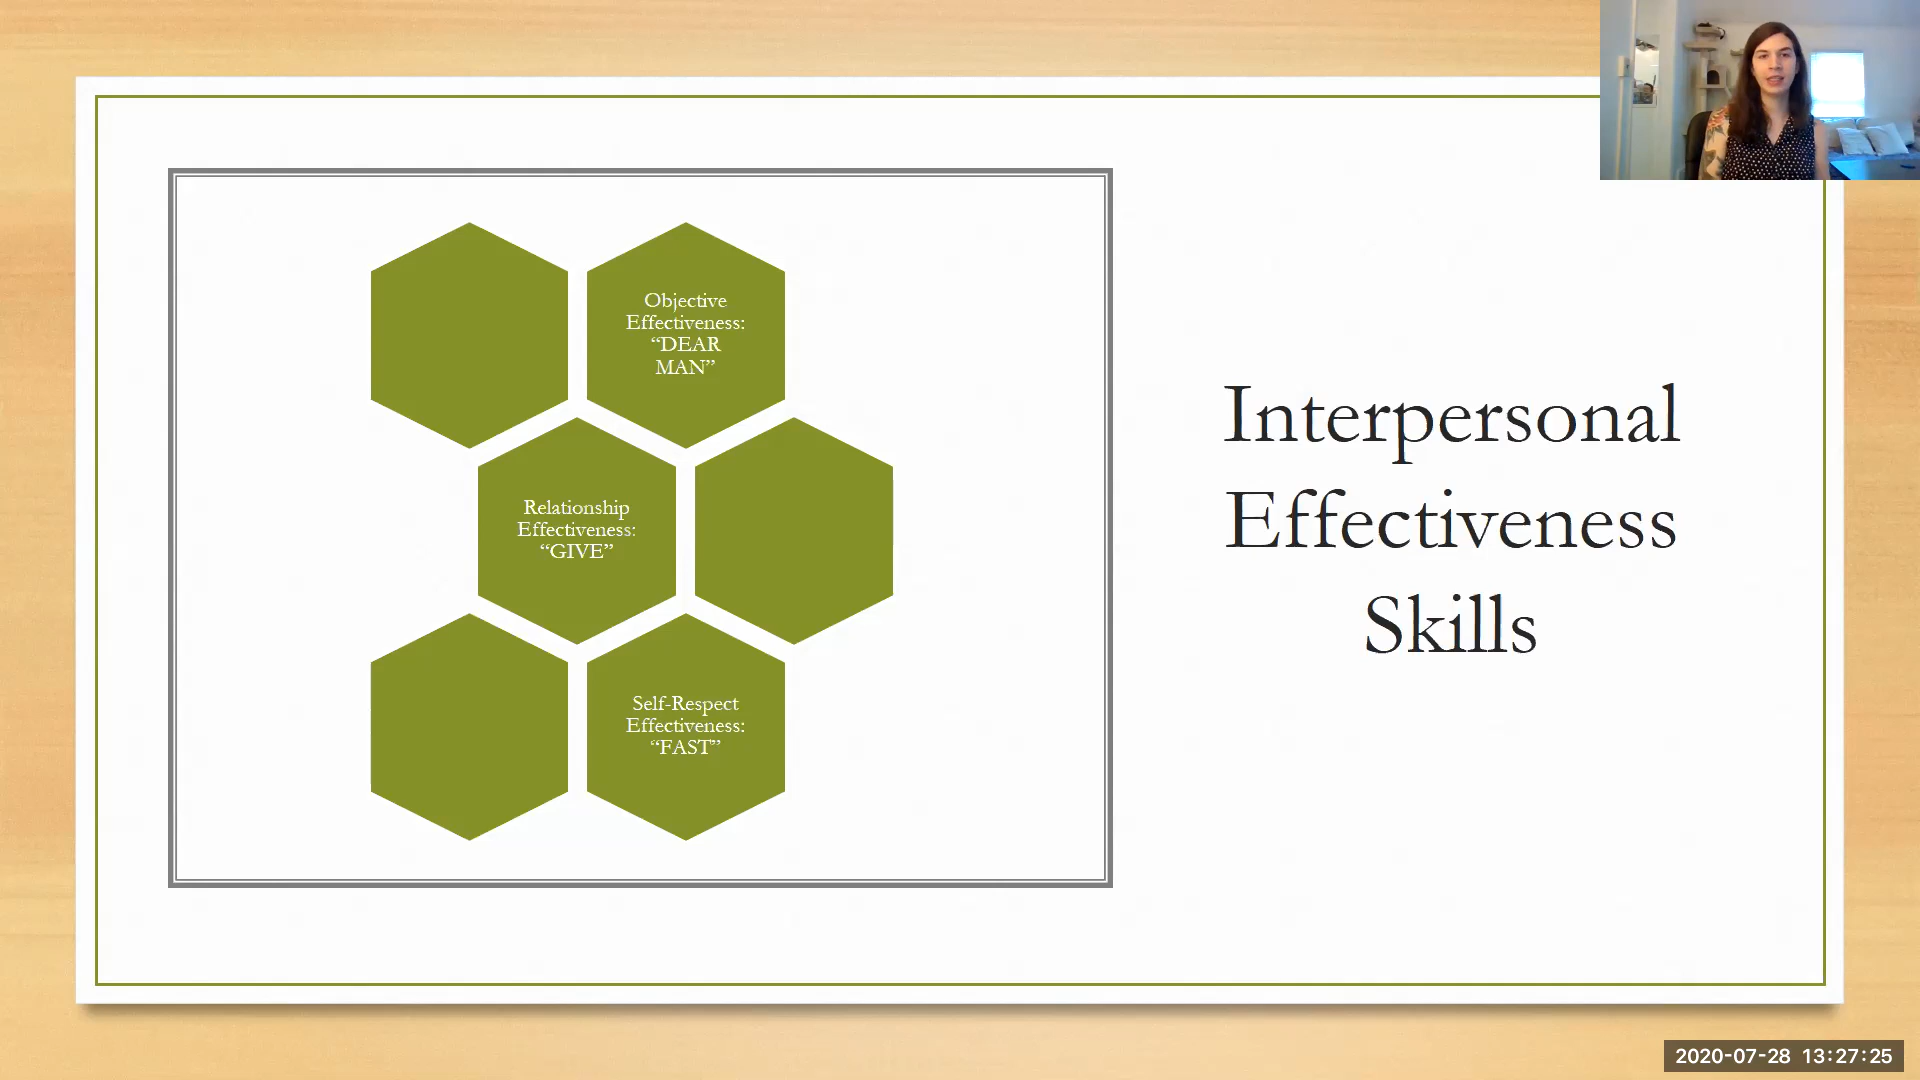 Objective
Effectiveness:
“DEAR
MAN”
Relationship
Effectiveness:
“GIVE”
Self-Respect
Effectiveness:
“FAST”
Interpersonal
Effectiveness
Skills
2020-07-28 13:27:25